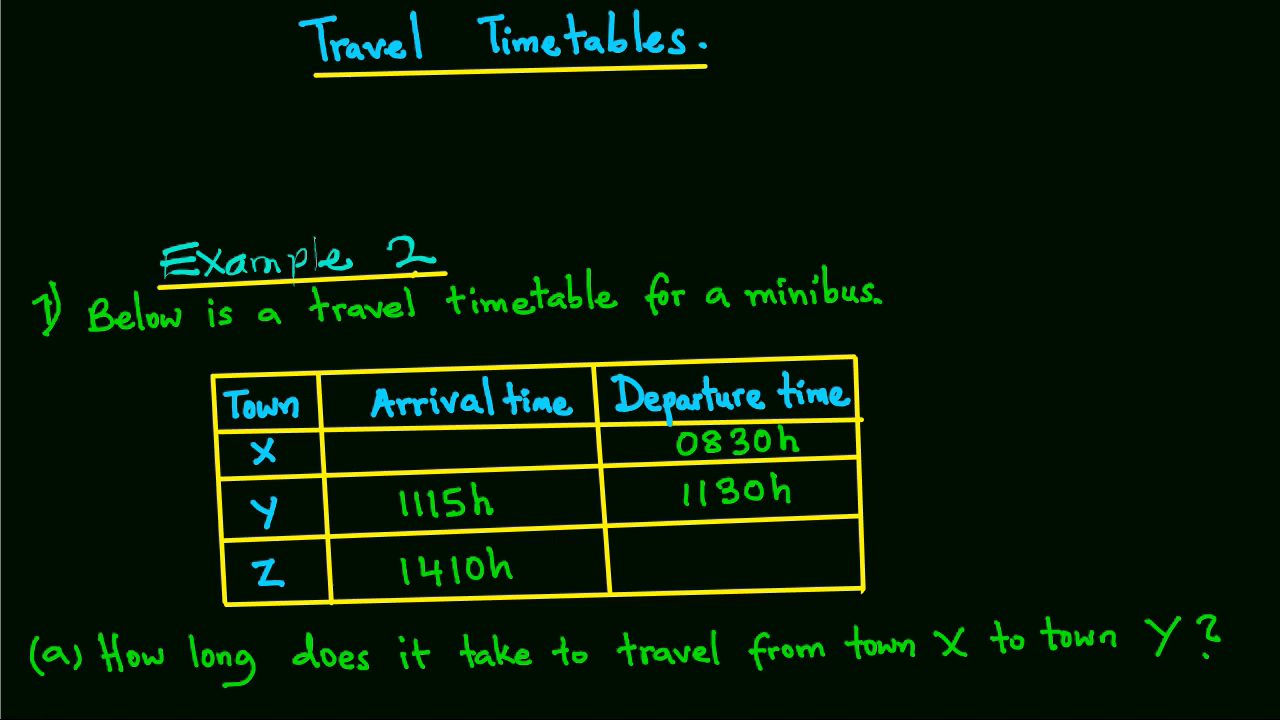 Travel Timetables.
Example 2
1) Below is a travel timetable for a minibus.
Town Arrival time Departure time
X 0830h
Y 1115h 1130h
Z 1410h
(a) How long does it take to travel from town X to town Y?